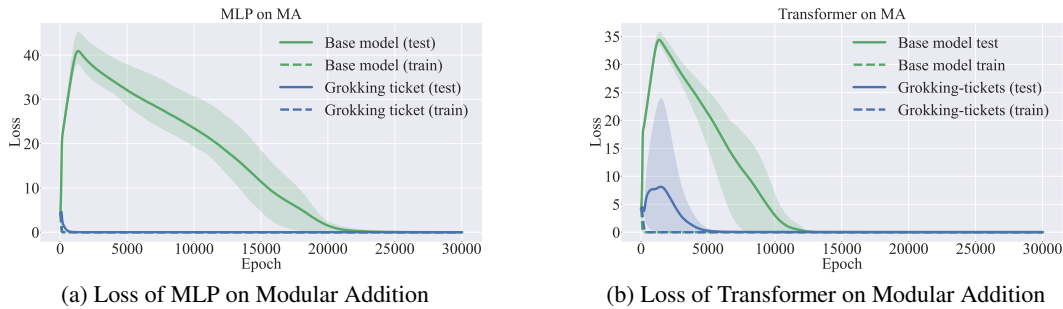 MLP on MA
Loss
40
30
20
10
0
Base model (test)
Base model (train)
Grokking ticket (test)
Grokking ticket (train)
0 5000 10000 15000 20000 25000 30000
Epoch
(a) Loss of MLP on Modular Addition
Transformer on MA
Loss
35
30
25
20
15
10
5
0
Base model test
Base model train
Grokking-tickets (test)
Grokking-tickets (train)
0 5000 10000 15000 20000 25000 30000
Epoch
(b) Loss of Transformer on Modular Addition